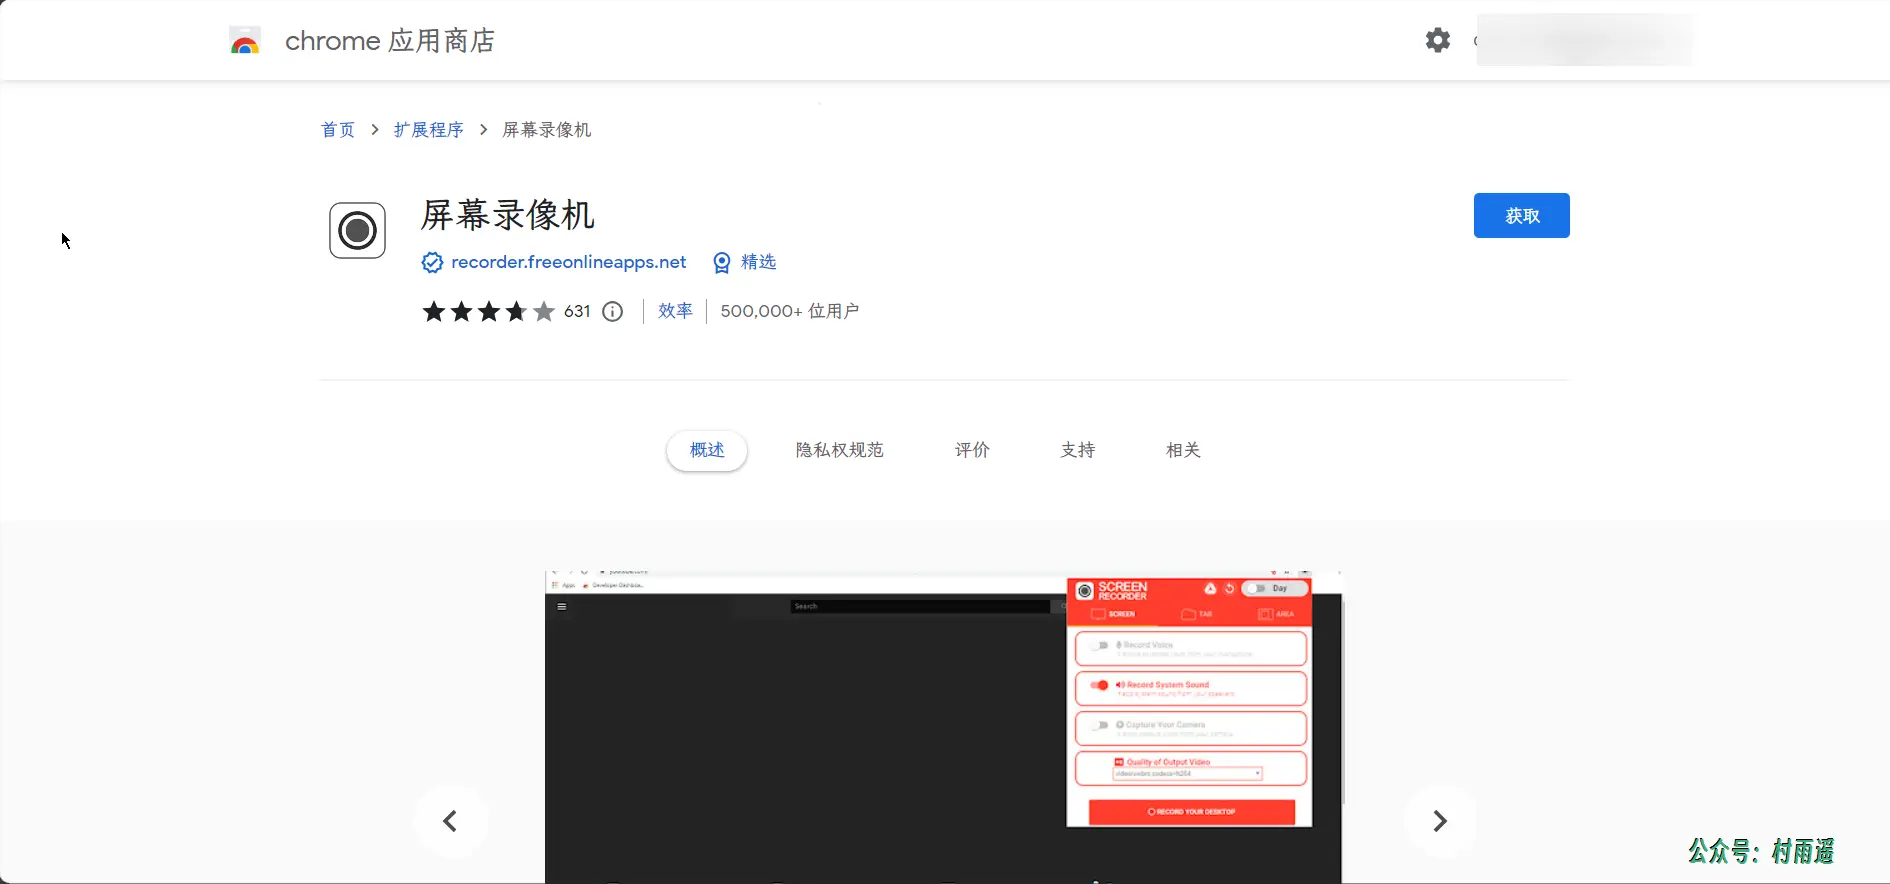 chrome 应用商店
首页 > 扩展程序 > 屏幕录像机
屏幕录像机
获取
recorder.freeonlineapps.net 精选
631 效率 500,000+ 位用户
概述 隐私权规范 评价 支持 相关
Apps Developer Dashboa...
SCREEN
RECORDER
Day
Search
SCREEN TAB AREA
Record Voice
Record System Sound
Capture Your Camera
Quality of Output Video
RECORD YOUR DESKTOP
公众号：村雨遥